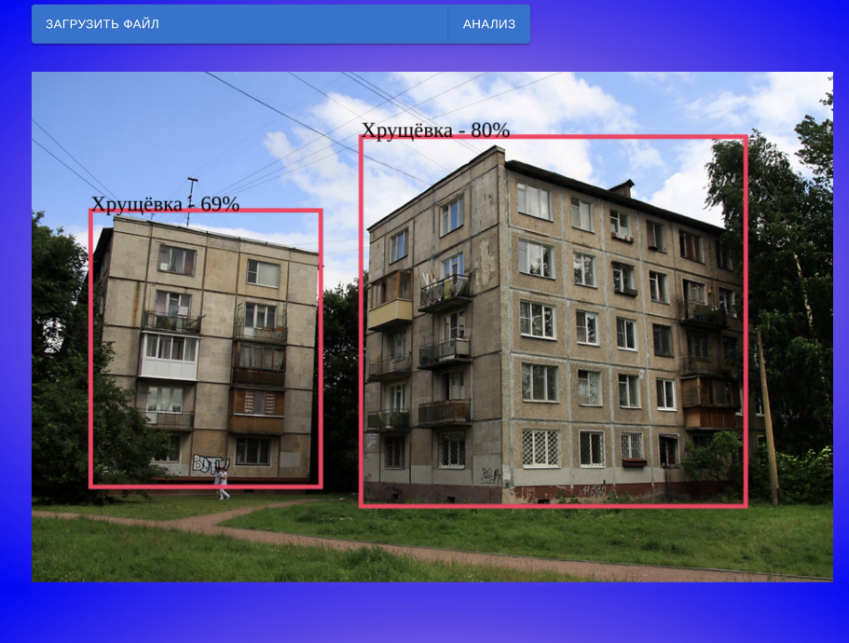 ЗАГРУЗИТЬ ФАЙЛ
АНАЛИЗ
Хрущёвка - 80%
Хрущёвка - 69%